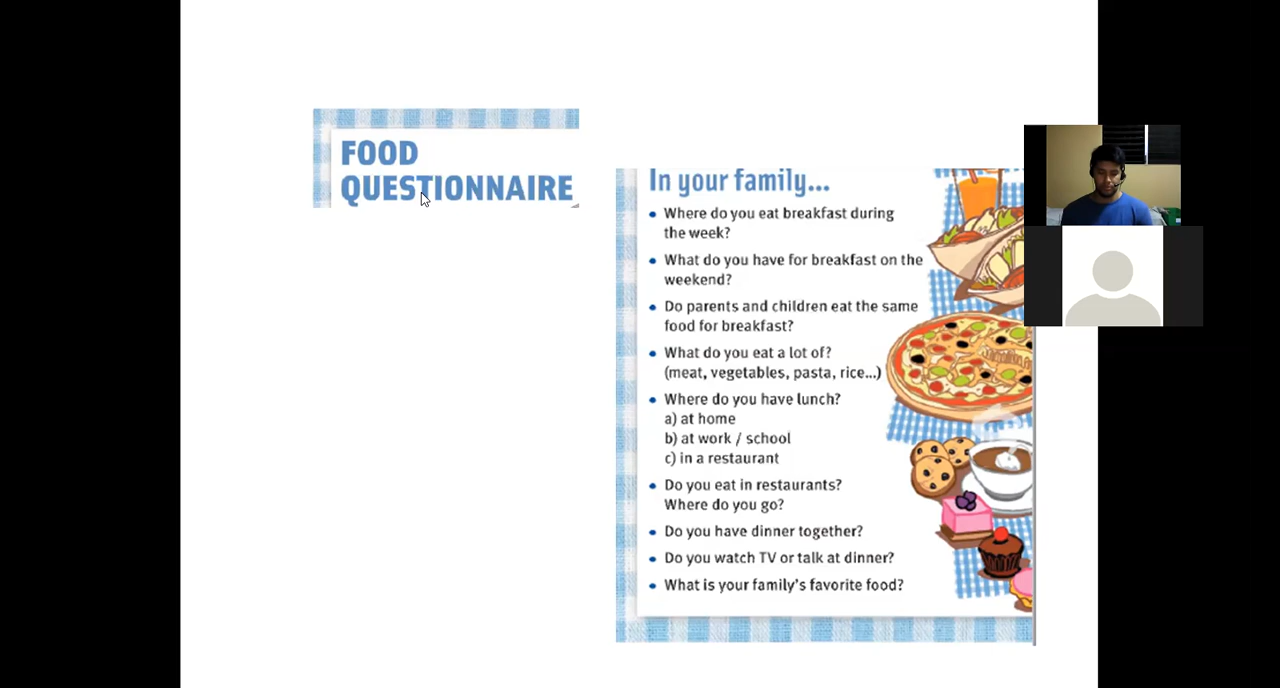 FOOD
QUESTIONNAIRE
In your family...
• Where do you eat breakfast during
the week?
• What do you have for breakfast on the
weekend?
• Do parents and children eat the same
food for breakfast?
• What do you eat a lot of?
(meat, vegetables, pasta, rice...)
• Where do you have lunch?
a) at home
b) at work / school
c) in a restaurant
• Do you eat in restaurants?
Where do you go?
• Do you have dinner together?
• Do you watch TV or talk at dinner?
• What is your family's favorite food?